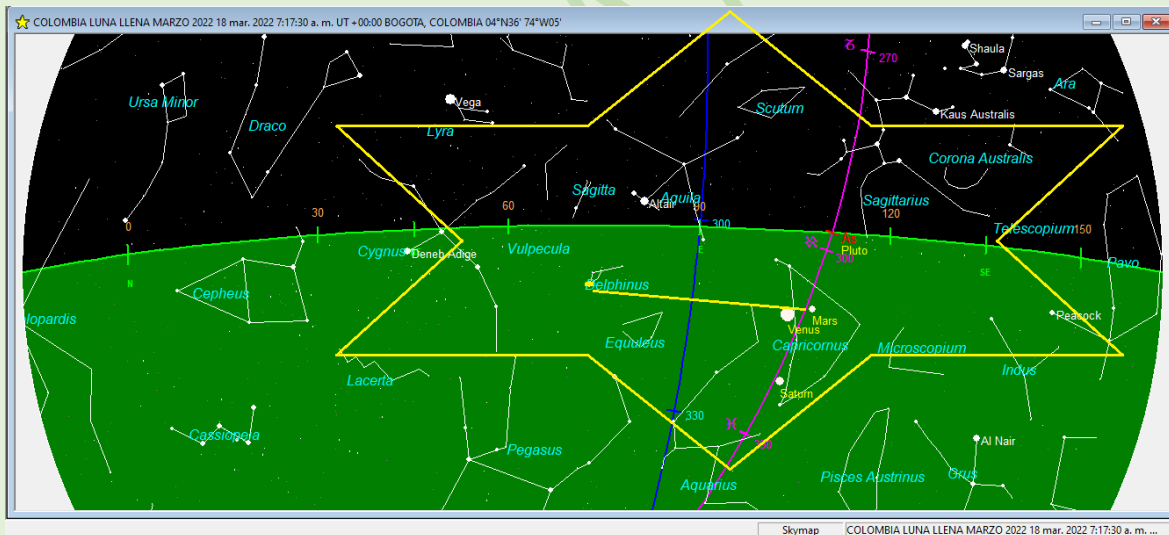 COLOMBIA LUNA LLENA MARZO 2022 18 mar. 2022 7:17:30 a. m. UT +00:00 BOGOTA, COLOMBIA 04°N36' 74°W05'
Shaula
270
Sargas
Ara
Ursa Minor
Vega
Scutum
Kaus Australis
Draco
Lyra
Corona Australis
Sagitta
Aquila
Altair
Sagittarius
0
30
60
90
120
150
300
Telescopium
As
Pluto
300
Cygnus
Deneb Adige
Vulpecula
E
N
SE
Pavo
Cepheus
Delphinus
lopardis
Mars
Venus
Peacock
Equuleus
Capricornus
Microscopium
Indus
Lacerta
Saturn
330
330
Cassiopeia
Pegasus
Al Nair
Aquarius
Pisces Austrinus
Grus
Skymap
COLOMBIA LUNA LLENA MARZO 2022 18 mar. 2022 7:17:30 a. m. ...